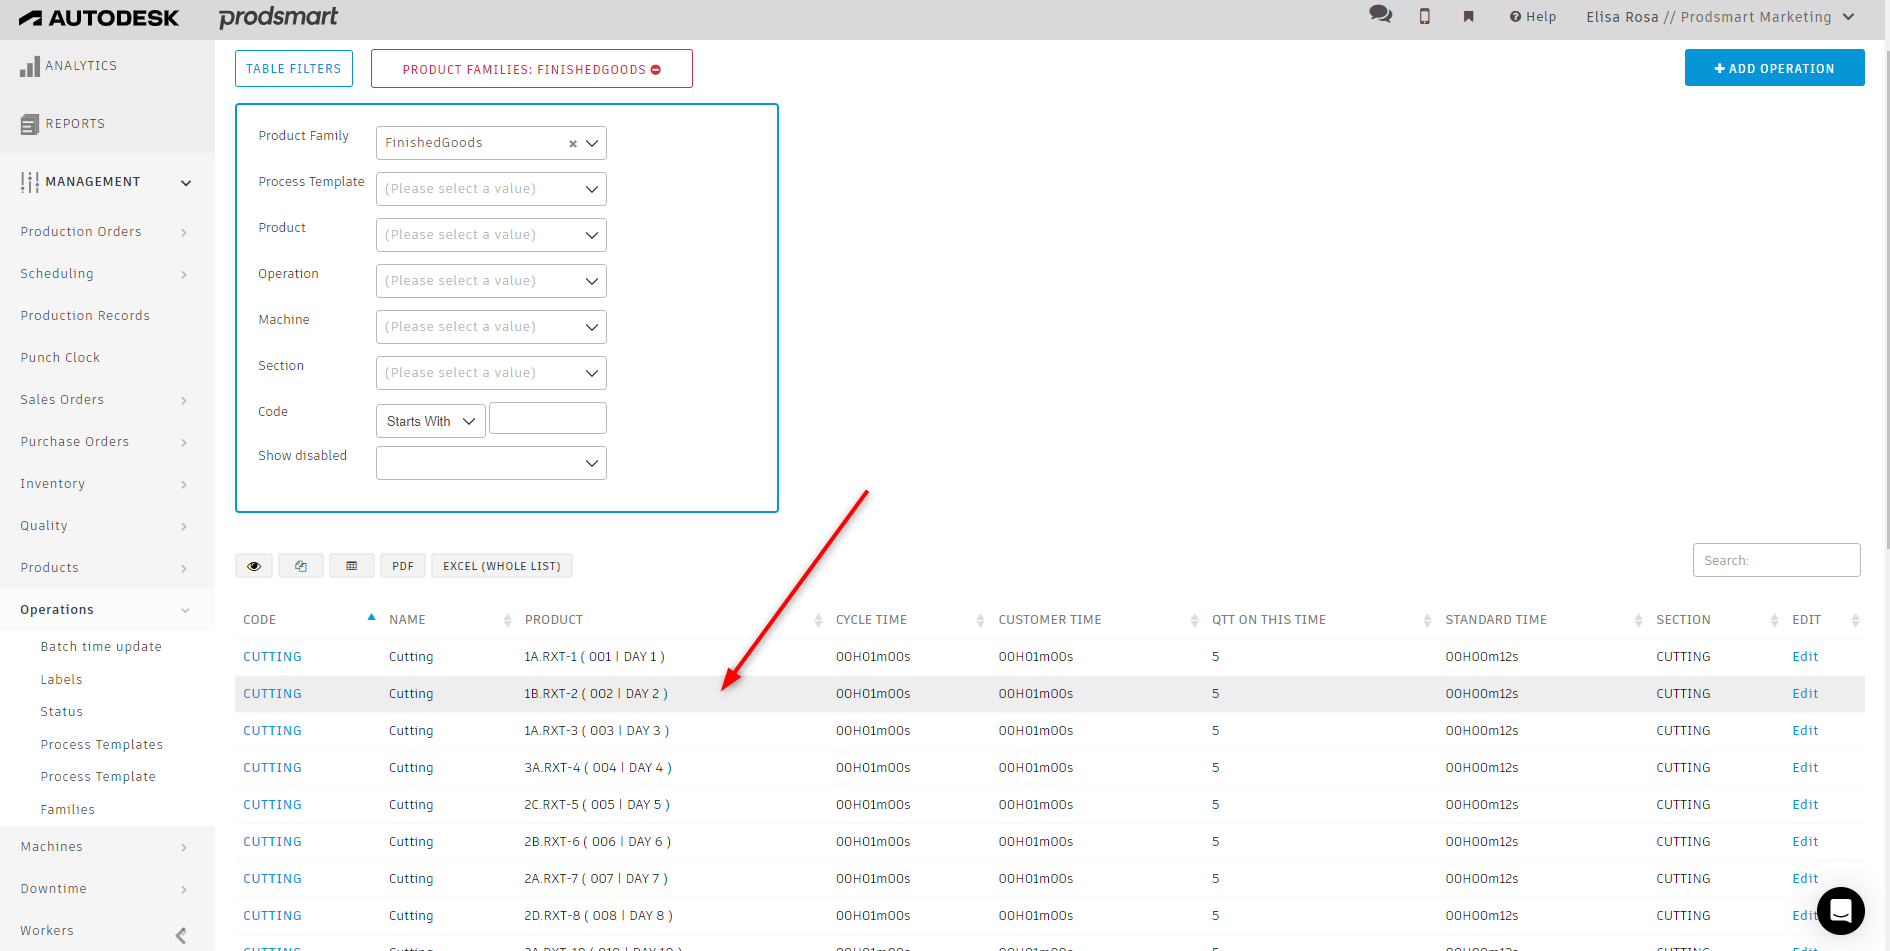 AUTODESK prodsmart Help Elisa Rosa // Prodsmart Marketing
ANALYTICS
REPORTS
MANAGEMENT
Production Orders
Scheduling
Production Records
Punch Clock
Sales Orders
Purchase Orders
Inventory
Quality
Products
Operations
Batch time update
Labels
Status
Process Templates
Process Template
Families
Machines
Downtime
Workers
TABLE FILTERS PRODUCT FAMILIES: FINISHEDGOODS + ADD OPERATION
Product Family FinishedGoods
Process Template (Please select a value)
Product (Please select a value)
Operation (Please select a value)
Machine (Please select a value)
Section (Please select a value)
Code Starts With
Show disabled
PDF EXCEL (WHOLE LIST) Search:
CODE NAME PRODUCT CYCLE TIME CUSTOMER TIME QTT ON THIS TIME STANDARD TIME SECTION EDIT
CUTTING Cutting 1A.RXT-1 ( 001 | DAY 1 ) 00H01m00s 00H01m00s 5 00H00m12s CUTTING Edit
CUTTING Cutting 1B.RXT-2 ( 002 | DAY 2 ) 00H01m00s 00H01m00s 5 00H00m12s CUTTING Edit
CUTTING Cutting 1A.RXT-3 ( 003 | DAY 3 ) 00H01m00s 00H01m00s 5 00H00m12s CUTTING Edit
CUTTING Cutting 3A.RXT-4 ( 004 | DAY 4 ) 00H01m00s 00H01m00s 5 00H00m12s CUTTING Edit
CUTTING Cutting 2C.RXT-5 ( 005 | DAY 5 ) 00H01m00s 00H01m00s 5 00H00m12s CUTTING Edit
CUTTING Cutting 2B.RXT-6 ( 006 | DAY 6 ) 00H01m00s 00H01m00s 5 00H00m12s CUTTING Edit
CUTTING Cutting 2A.RXT-7 ( 007 | DAY 7 ) 00H01m00s 00H01m00s 5 00H00m12s CUTTING Edit
CUTTING Cutting 2D.RXT-8 ( 008 | DAY 8 ) 00H01m00s 00H01m00s 5 00H00m12s CUTTING Edit